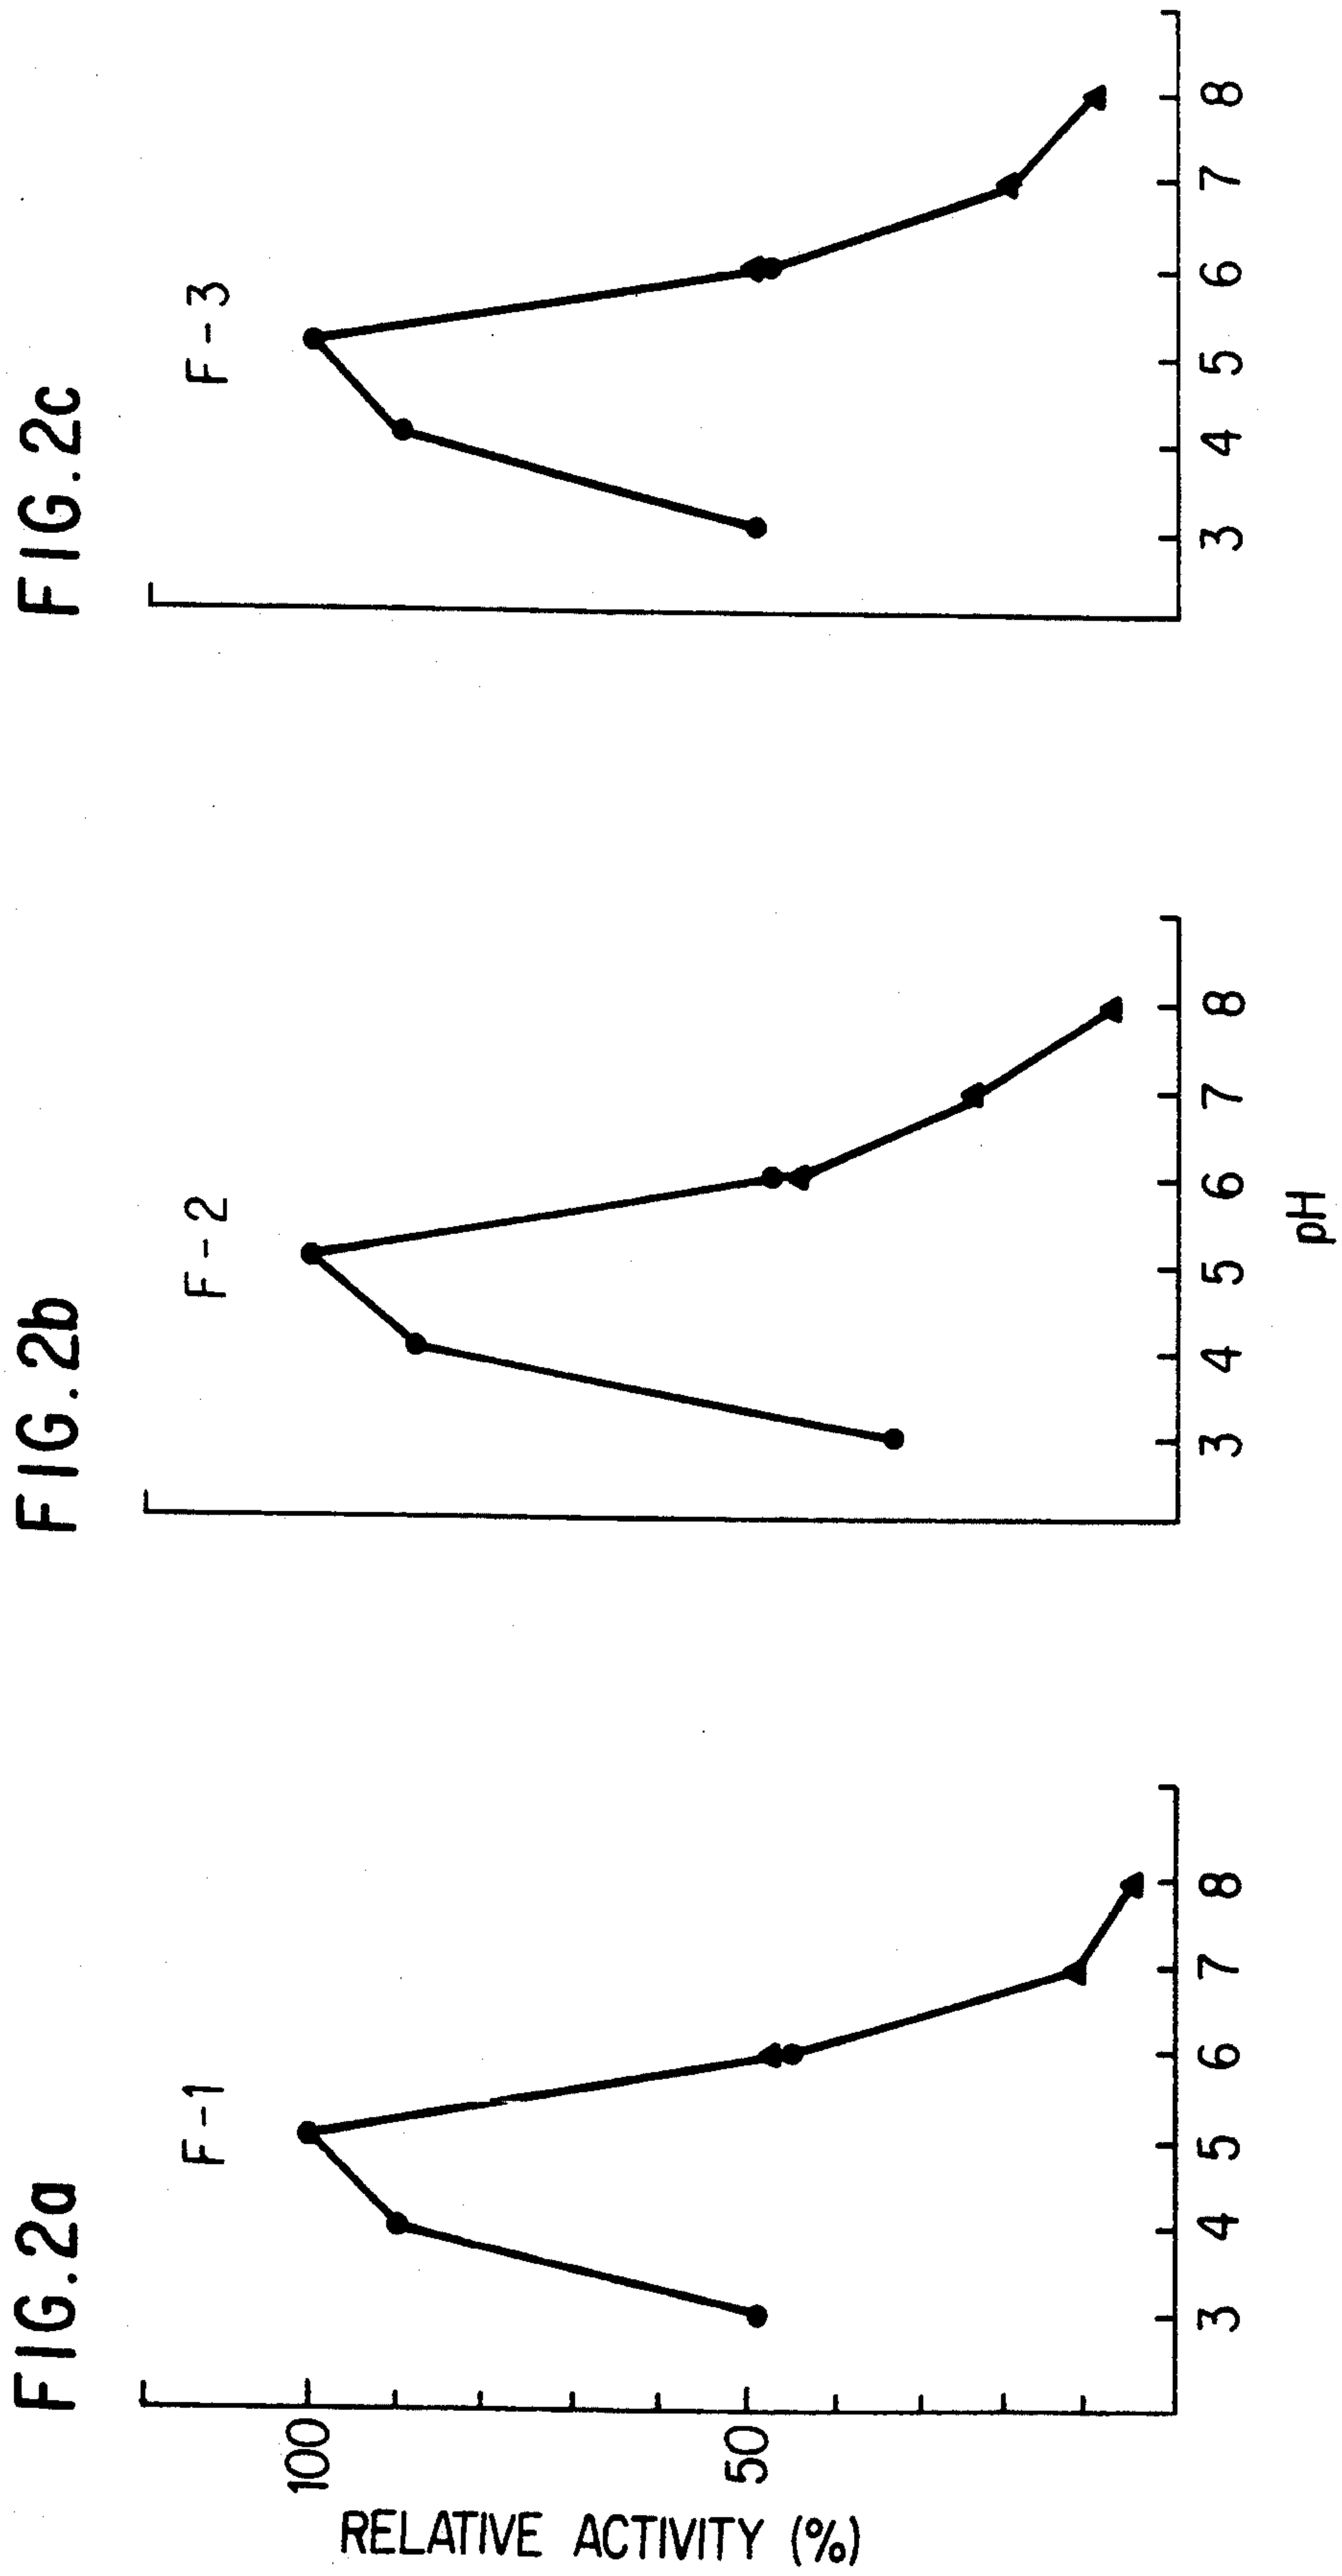 FIG.2a
F-1
100
50
RELATIVE ACTIVITY (%)
3 4 5 6 7 8
FIG.2b
F-2
3 4 5 6 7 8
pH
FIG.2c
F-3
3 4 5 6 7 8